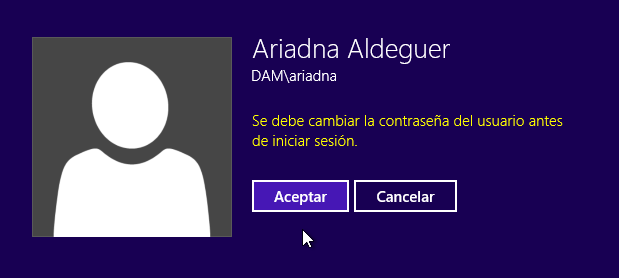 Ariadna Aldeguer
DAM\ariadna
Se debe cambiar la contraseña del usuario antes
de iniciar sesión.
Aceptar Cancelar